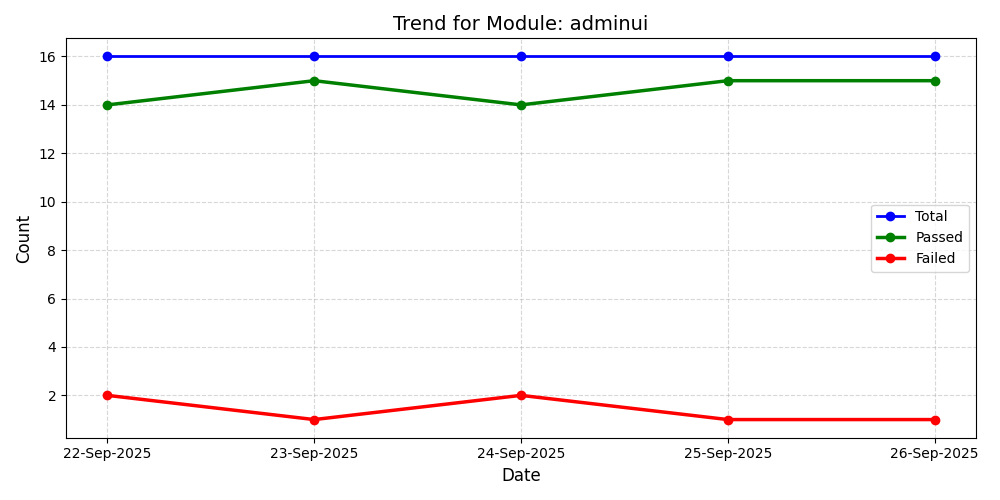 Trend for Module: adminui
Count
16
14
12
10
8
6
4
2
Total
Passed
Failed
22-Sep-2025 23-Sep-2025 24-Sep-2025 25-Sep-2025 26-Sep-2025
Date